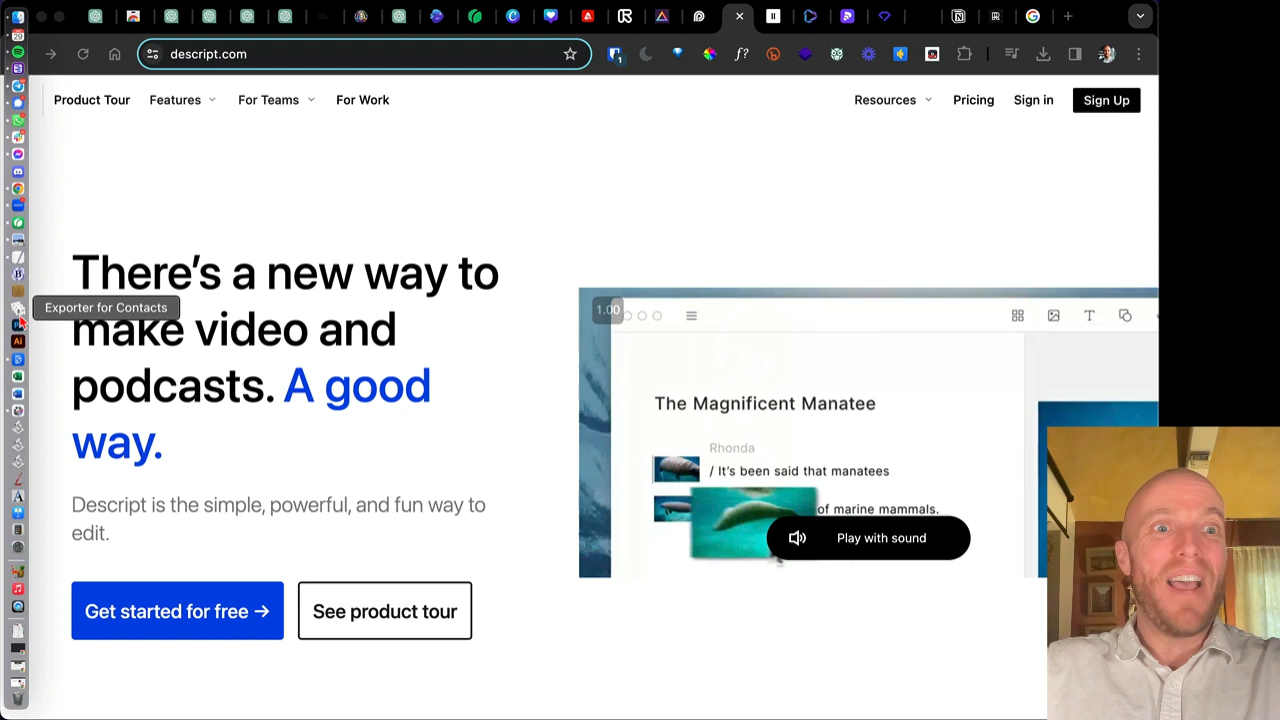 29
descript.com
f?
1
Product Tour
Features
For Teams
For Work
Resources
Pricing
Sign in
Sign Up
There's a new way to
make video and
podcasts. A good
way.
Exporter for Contacts
Ai
Descript is the simple, powerful, and fun way to
edit.
Get started for free →
See product tour
1.00
T
The Magnificent Manatee
Rhonda
/ It's been said that manatees
of marine mammals.
Play with sound